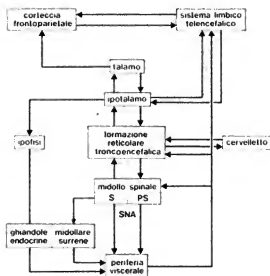 corteccia
frontoparietale
sistema limbico
telencefalico
talamo
ipotalamo
ipofisi
formazione
reticolare
troncoencefalica
cervelletto
midollo spinale
S PS
SNA
ghiandole
endocrine
midollare
surrene
periferia
viscerale